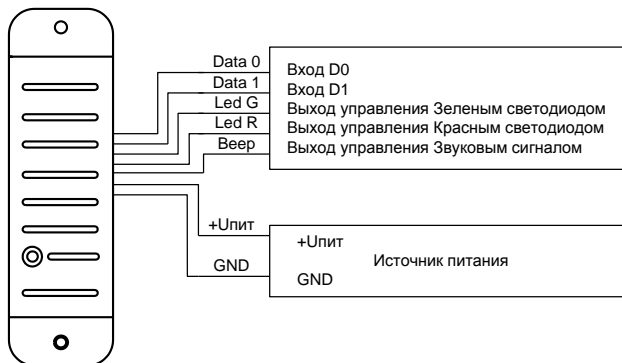 Data 0
Вход D0
Data 1
Вход D1
Led G
Выход управления Зеленым светодиодом
Led R
Выход управления Красным светодиодом
Beep
Выход управления Звуковым сигналом
+Uпит
+Uпит
Источник питания
GND
GND